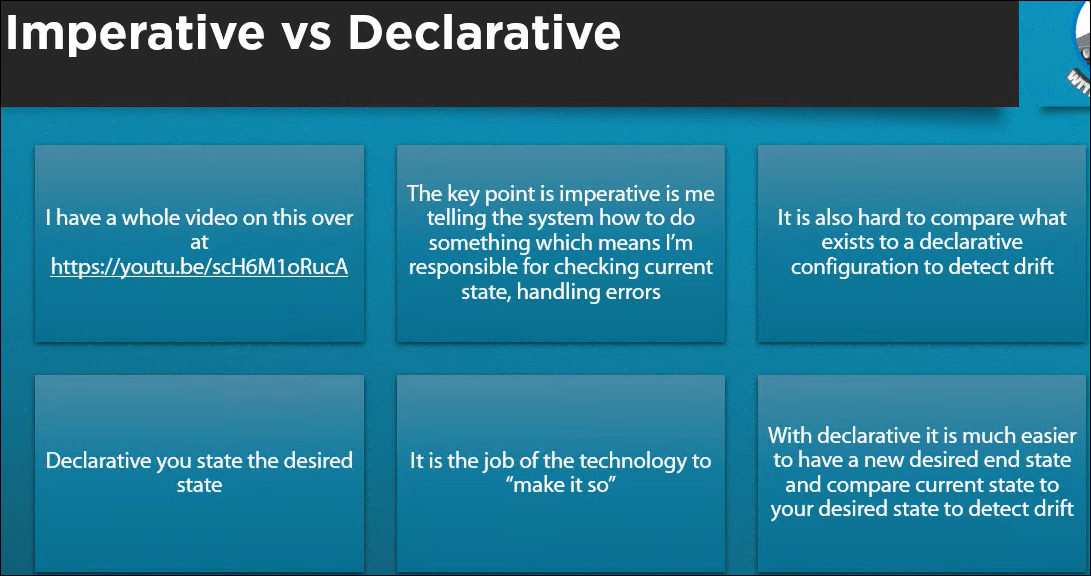 Imperative vs Declarative
I have a whole video on this over
at
https://youtu.be/scH6M1oRucA
The key point is imperative is me
telling the system how to do
something which means I'm
responsible for checking current
state, handling errors
It is also hard to compare what
exists to a declarative
configuration to detect drift
Declarative you state the desired
state
It is the job of the technology to
“make it so”
With declarative it is much easier
to have a new desired end state
and compare current state to
your desired state to detect drift